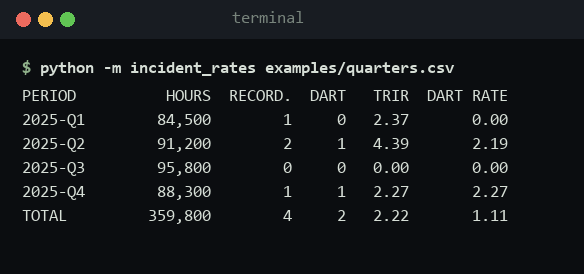 terminal
$ python -m incident_rates examples/quarters.csv
PERIOD HOURS RECORD. DART TRIR DART RATE
2025-Q1 84,500 1 0 2.37 0.00
2025-Q2 91,200 2 1 4.39 2.19
2025-Q3 95,800 0 0 0.00 0.00
2025-Q4 88,300 1 1 2.27 2.27
TOTAL 359,800 4 2 2.22 1.11